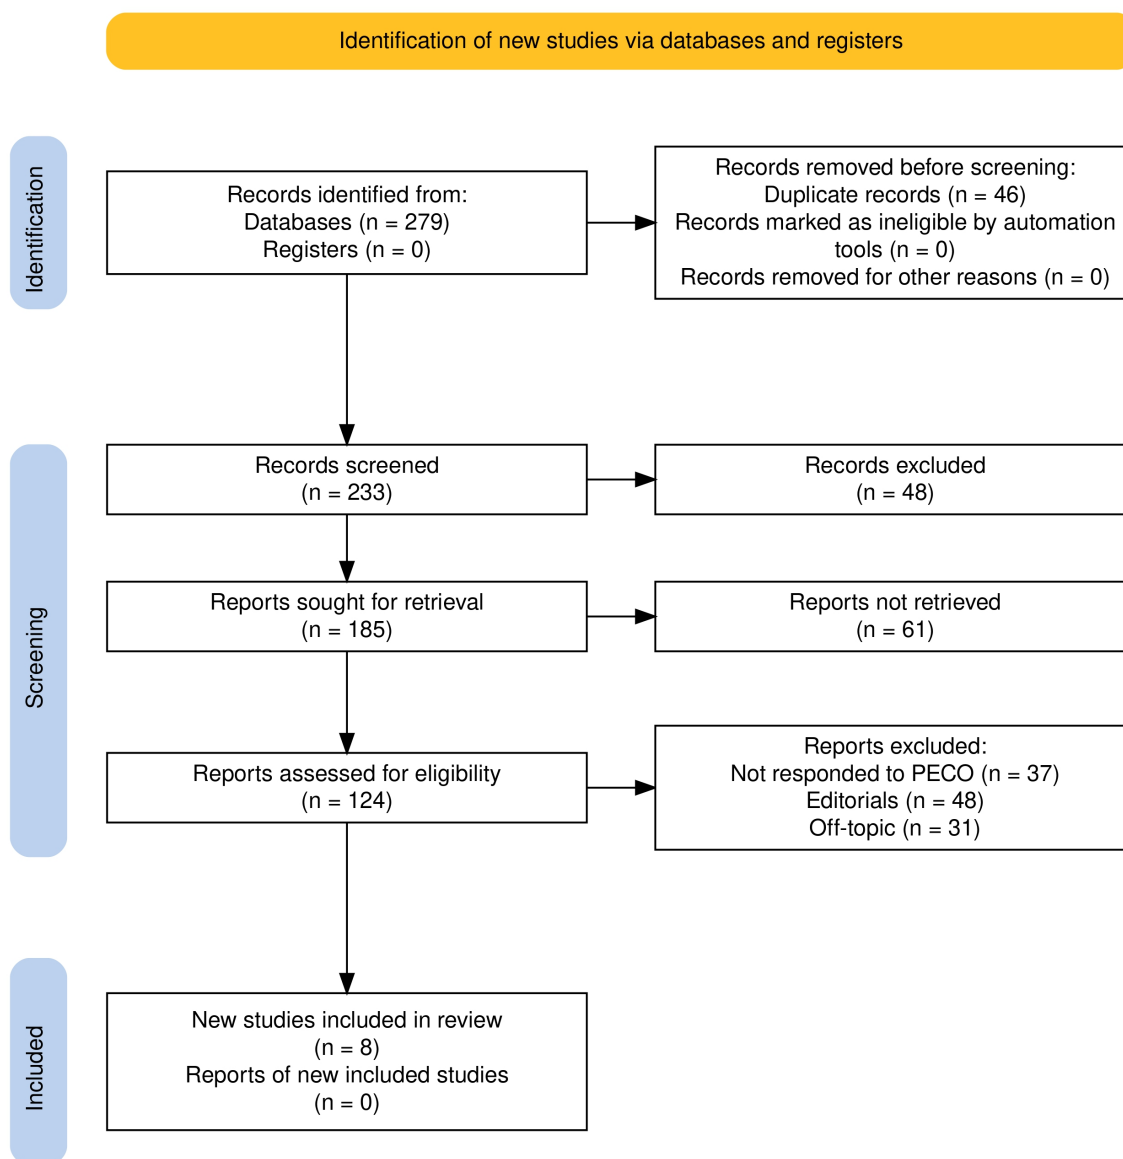 Identification of new studies via databases and registers
Identification
Records identified from:
Databases (n = 279)
Registers (n = 0)
Records removed before screening:
Duplicate records (n = 46)
Records marked as ineligible by automation
tools (n = 0)
Records removed for other reasons (n = 0)
Screening
Records screened
(n = 233)
Records excluded
(n = 48)
Reports sought for retrieval
(n = 185)
Reports not retrieved
(n = 61)
Reports assessed for eligibility
(n = 124)
Reports excluded:
Not responded to PECO (n = 37)
Editorials (n = 48)
Off-topic (n = 31)
Included
New studies included in review
(n = 8)
Reports of new included studies
(n = 0)